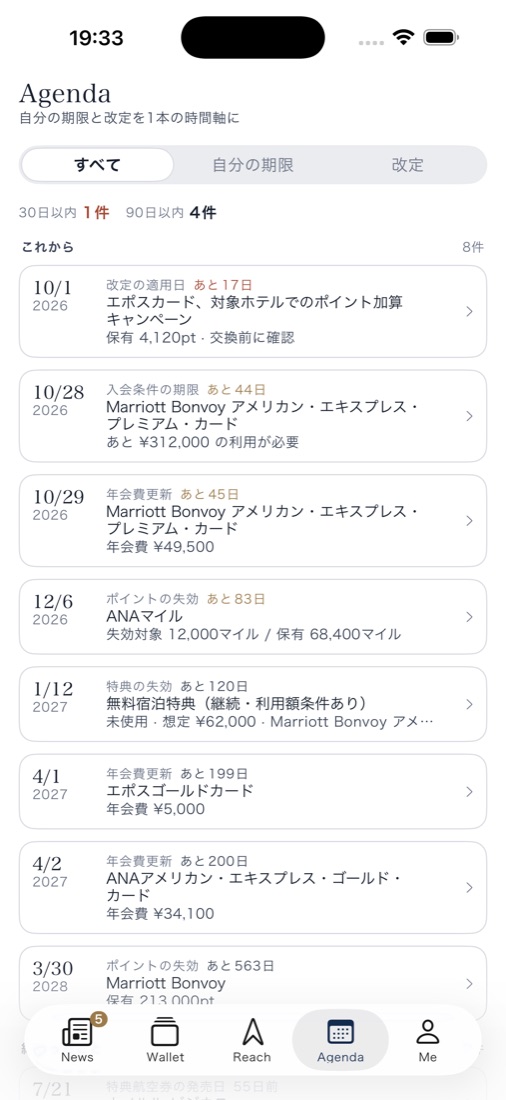 19:33
Agenda
自分の期限と改定を1本の時間軸に
すべて 自分の期限 改定
30日以内 1件 90日以内 4件
これから 8件
10/1 改定の適用日 あと17日
2026 エポスカード、対象ホテルでのポイント加算
キャンペーン
保有 4,120pt · 交換前に確認
10/28 入会条件の期限 あと44日
2026 Marriott Bonvoy アメリカン・エキスプレス・
プレミアム・カード
あと ¥312,000 の利用が必要
10/29 年会費更新 あと45日
2026 Marriott Bonvoy アメリカン・エキスプレス・
プレミアム・カード
年会費 ¥49,500
12/6 ポイントの失効 あと83日
2026 ANAマイル
失効対象 12,000マイル / 保有 68,400マイル
1/12 特典の失効 あと120日
2027 無料宿泊特典（継続・利用額条件あり）
未使用 · 想定 ¥62,000 · Marriott Bonvoy アメ…
4/1 年会費更新 あと199日
2027 エポスゴールドカード
年会費 ¥5,000
4/2 年会費更新 あと200日
2027 ANAアメリカン・エキスプレス・ゴールド・
カード
年会費 ¥34,100
3/30 ポイントの失効 あと563日
2028 Marriott Bonvoy
保有 213,000pt
5
News Wallet Reach Agenda Me
7/21 特典航空券の発売日 55日前